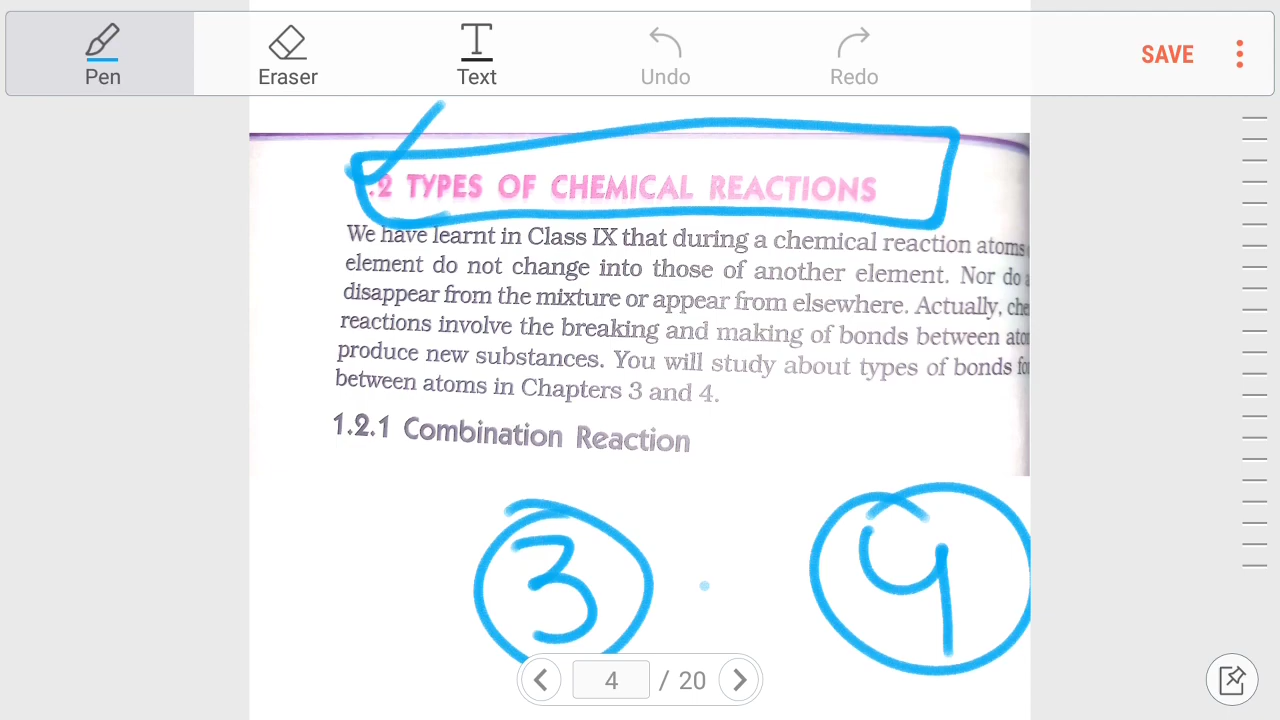 Pen
Eraser
Text
Undo
Redo
SAVE
.2 TYPES OF CHEMICAL REACTIONS
We have learnt in Class IX that during a chemical reaction atoms
element do not change into those of another element. Nor do
disappear from the mixture or appear from elsewhere. Actually,
reactions involve the breaking and making of bonds between
produce new substances. You will study about types of bonds
between atoms in Chapters 3 and 4.
1.2.1 Combination Reaction
3 4
4 / 20